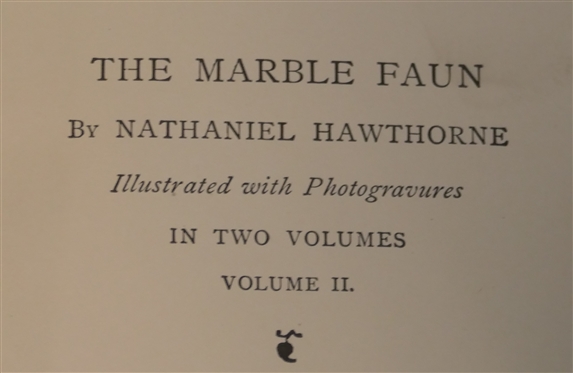 THE MARBLE FAUN
By NATHANIEL HAWTHORNE
Illustrated with Photogravures
IN TWO VOLUMES
VOLUME II.